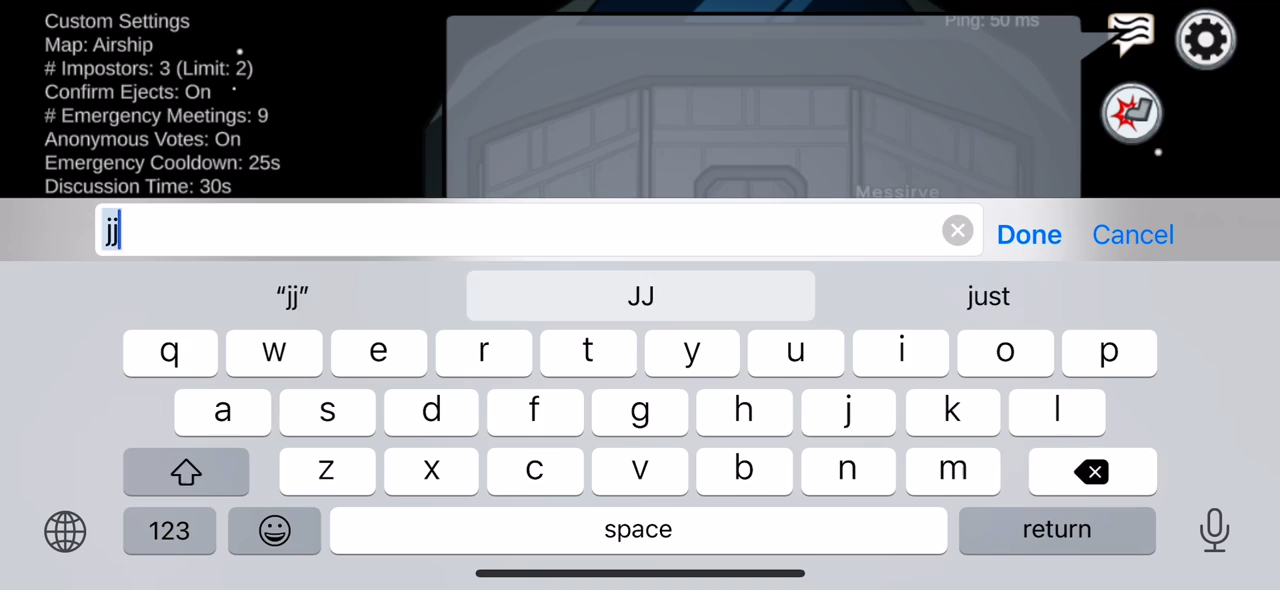 Custom Settings
Map: Airship
# Impostors: 3 (Limit: 2)
Confirm Ejects: On
# Emergency Meetings: 9
Anonymous Votes: On
Emergency Cooldown: 25s
Discussion Time: 30s
Ping: 50 ms
Messirve
jj
Done
Cancel
“jj”
JJ
just
q w e r t y u i o p
a s d f g h j k l
z x c v b n m
123
space
return